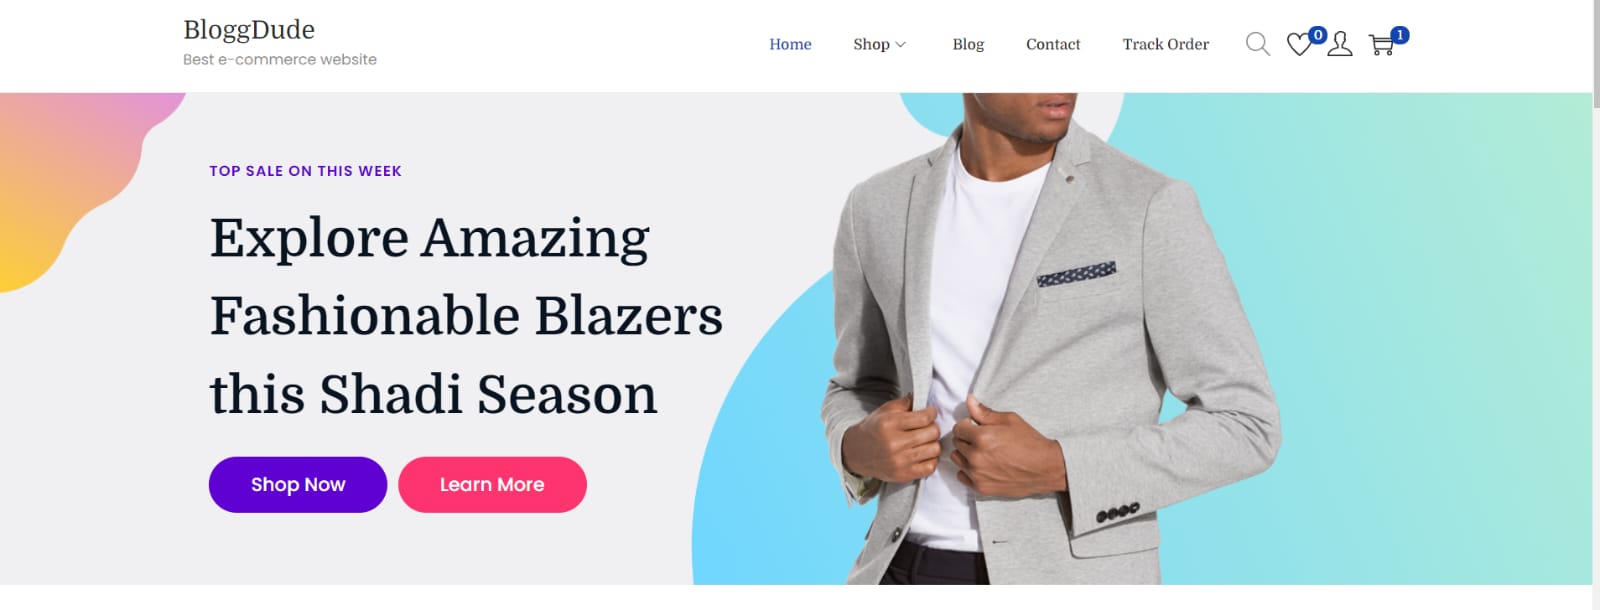 BloggDude
Best e-commerce website
Home Shop Blog Contact Track Order 0 1
TOP SALE ON THIS WEEK
Explore Amazing
Fashionable Blazers
this Shadi Season
Shop Now Learn More